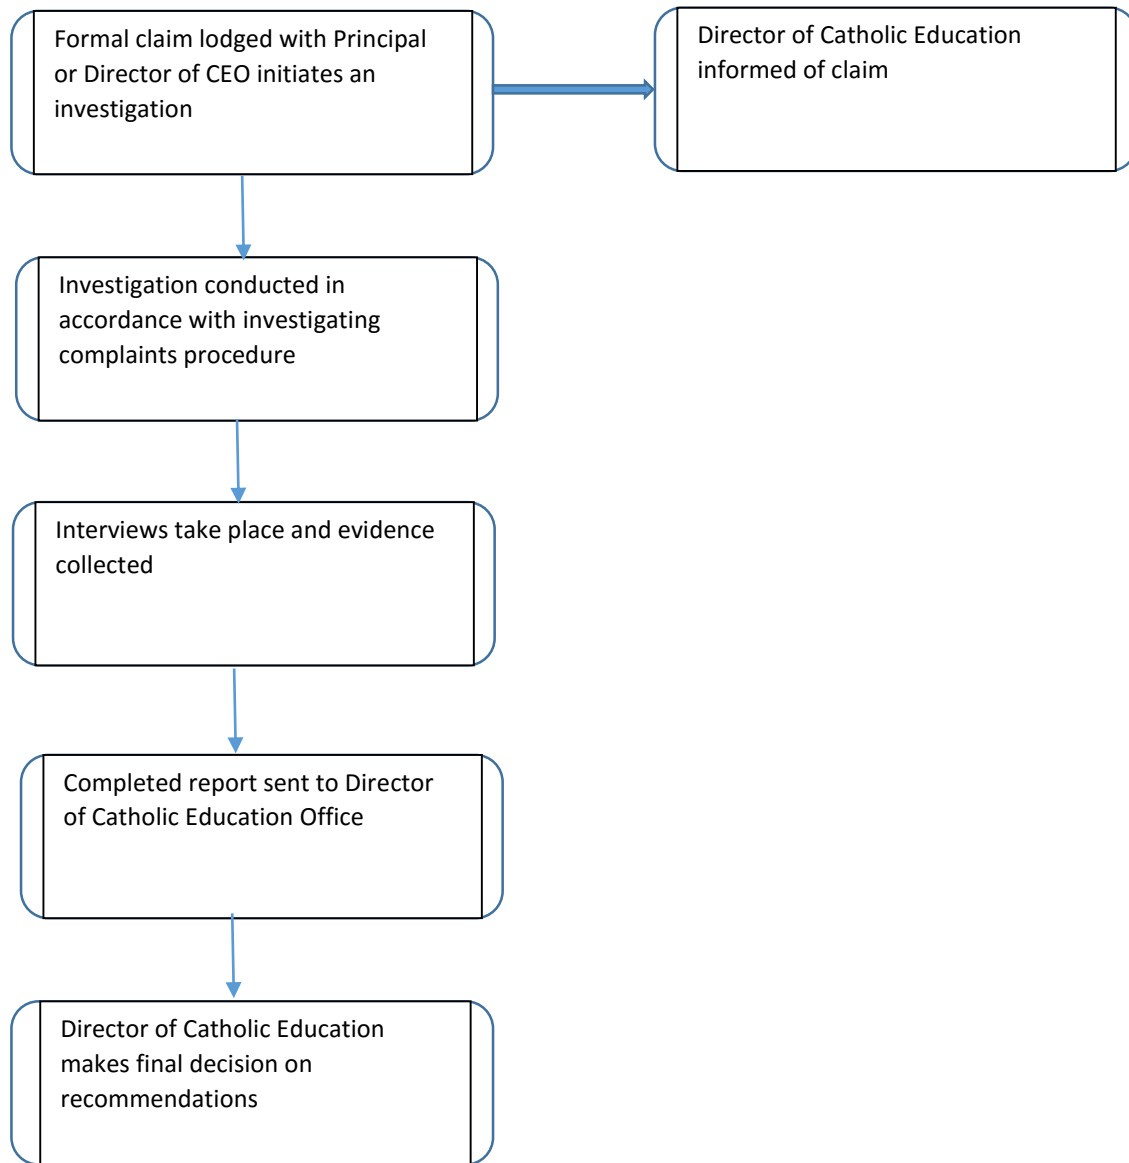 Formal claim lodged with Principal
or Director of CEO initiates an
investigation
Director of Catholic Education
informed of claim
Investigation conducted in
accordance with investigating
complaints procedure
Interviews take place and evidence
collected
Completed report sent to Director
of Catholic Education Office
Director of Catholic Education
makes final decision on
recommendations